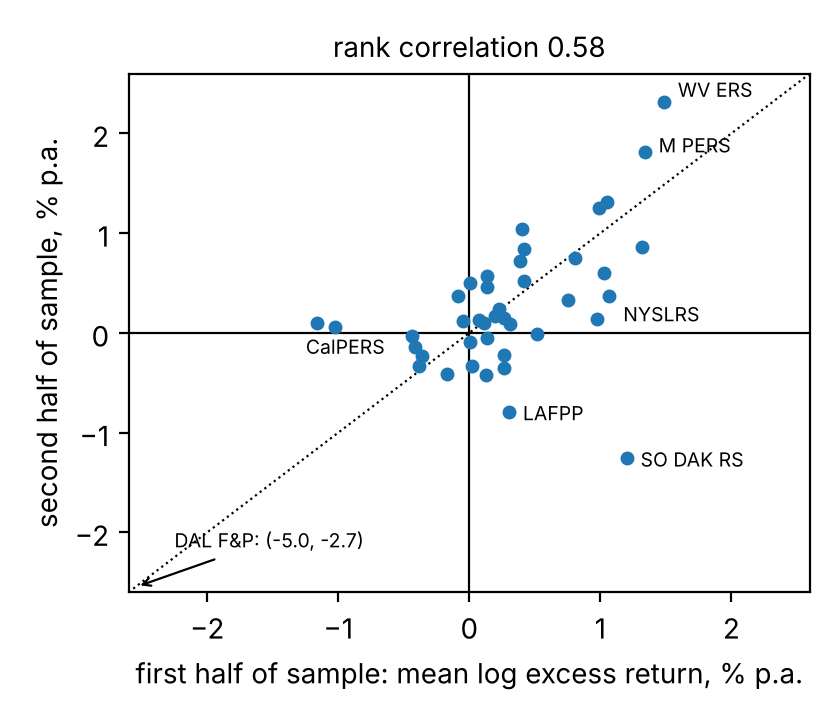 rank correlation 0.58
WV ERS
M PERS
NYSLRS
CalPERS
LAFPP
SO DAK RS
DAL F&P: (-5.0, -2.7)
second half of sample, % p.a.
2
1
0
−1
−2
−2
−1
0
1
2
first half of sample: mean log excess return, % p.a.